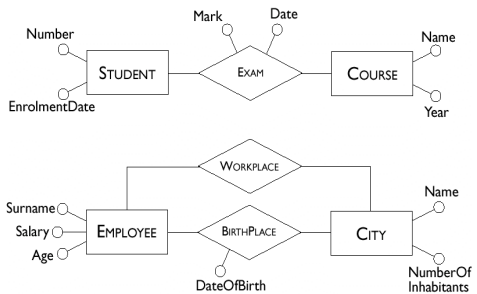 Mark
Date
Number
Name
STUDENT
EXAM
COURSE
EnrolmentDate
Year
WORKPLACE
Surname
Name
Salary
EMPLOYEE
BIRTHPLACE
CITY
Age
DateOfBirth
NumberOf
Inhabitants